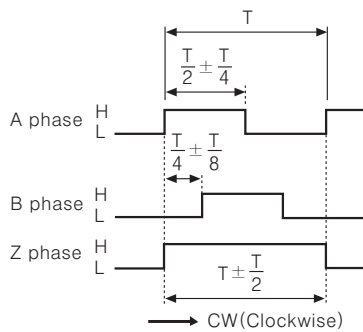 T
T/2 ± T/4
A phase H L
T/4 ± T/8
B phase H L
Z phase H L
T ± T/2
CW(Clockwise)